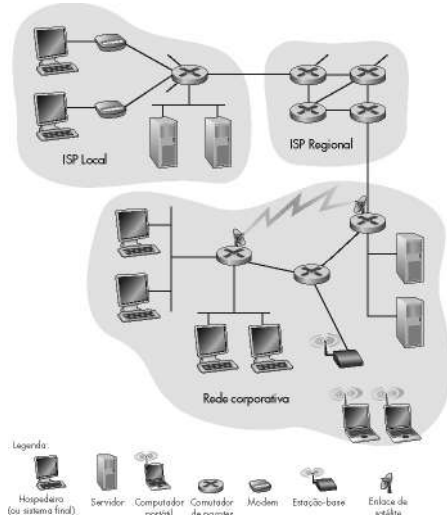 ISP Local
ISP Regional
Rede corporativa
Legenda:
Hospedeiro
(ou sistema final)
Servidor
Computador
portátil
Comutador
de pacotes
Modem
Estação-base
Enlace de
satélite